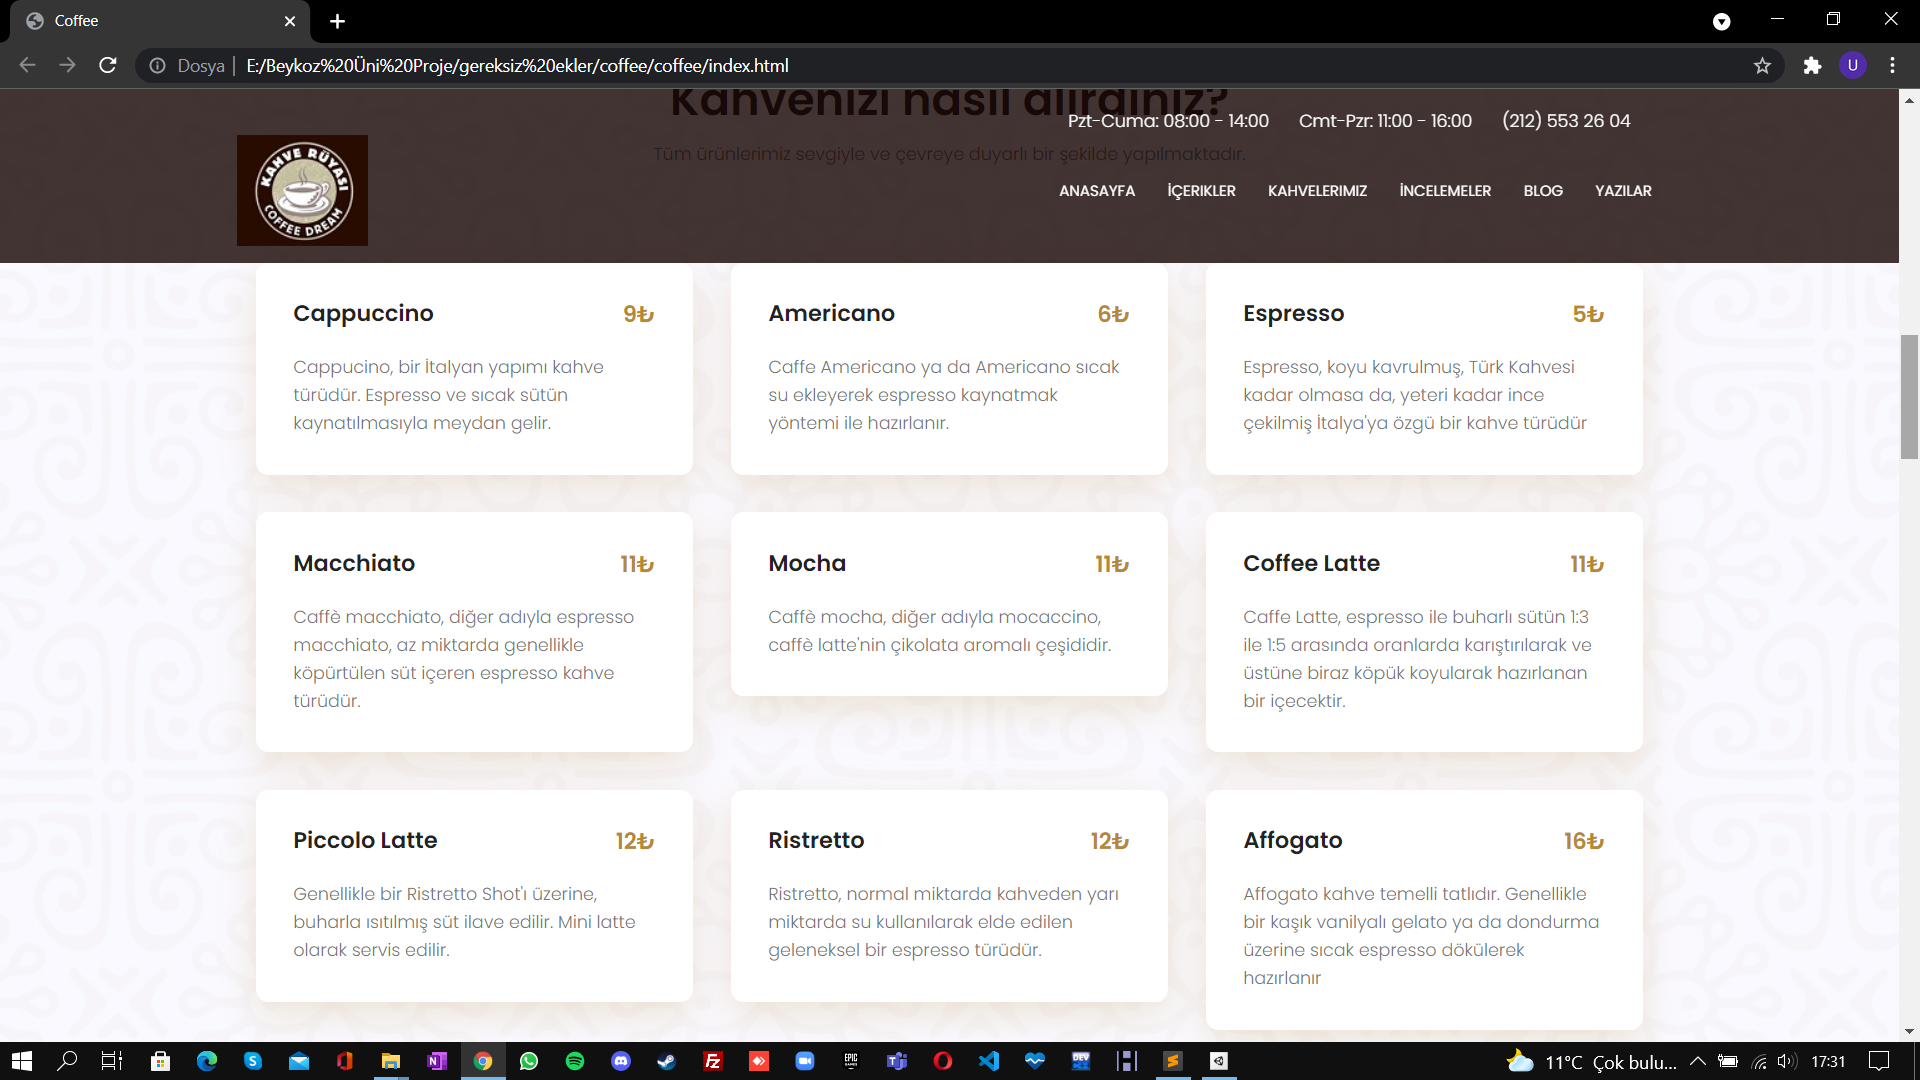 Coffee
Dosya | E:/Beykoz%20Üni%20Proje/gereksiz%20ekler/coffee/coffee/index.html
U
Kahvenizi nasıl alırdınız?
Pzt-Cuma: 08:00 - 14:00 Cmt-Pzr: 11:00 - 16:00 (212) 553 26 04
Tüm ürünlerimiz sevgiyle ve çevreye duyarlı bir şekilde yapılmaktadır.
KAHVE RÜYASI
COFFEE DREAM
ANASAYFA İÇERIKLER KAHVELERIMIZ İNCELEMELER BLOG YAZILAR
Cappuccino 9₺
Cappucino, bir İtalyan yapımı kahve
türüdür. Espresso ve sıcak sütün
kaynatılmasıyla meydan gelir.
Americano 6₺
Caffe Americano ya da Americano sıcak
su ekleyerek espresso kaynatmak
yöntemi ile hazırlanır.
Espresso 5₺
Espresso, koyu kavrulmuş, Türk Kahvesi
kadar olmasa da, yeteri kadar ince
çekilmiş İtalya'ya özgü bir kahve türüdür
Macchiato 11₺
Caffè macchiato, diğer adıyla espresso
macchiato, az miktarda genellikle
köpürtülen süt içeren espresso kahve
türüdür.
Mocha 11₺
Caffè mocha, diğer adıyla mocaccino,
caffè latte'nin çikolata aromalı çeşididir.
Coffee Latte 11₺
Caffe Latte, espresso ile buharlı sütün 1:3
ile 1:5 arasında oranlarda karıştırılarak ve
üstüne biraz köpük koyularak hazırlanan
bir içecektir.
Piccolo Latte 12₺
Genellikle bir Ristretto Shot'ı üzerine,
buharla ısıtılmış süt ilave edilir. Mini latte
olarak servis edilir.
Ristretto 12₺
Ristretto, normal miktarda kahveden yarı
miktarda su kullanılarak elde edilen
geleneksel bir espresso türüdür.
Affogato 16₺
Affogato kahve temelli tatlıdır. Genellikle
bir kaşık vanilyalı gelato ya da dondurma
üzerine sıcak espresso dökülerek
hazırlanır
11°C Çok bulu... 17:31